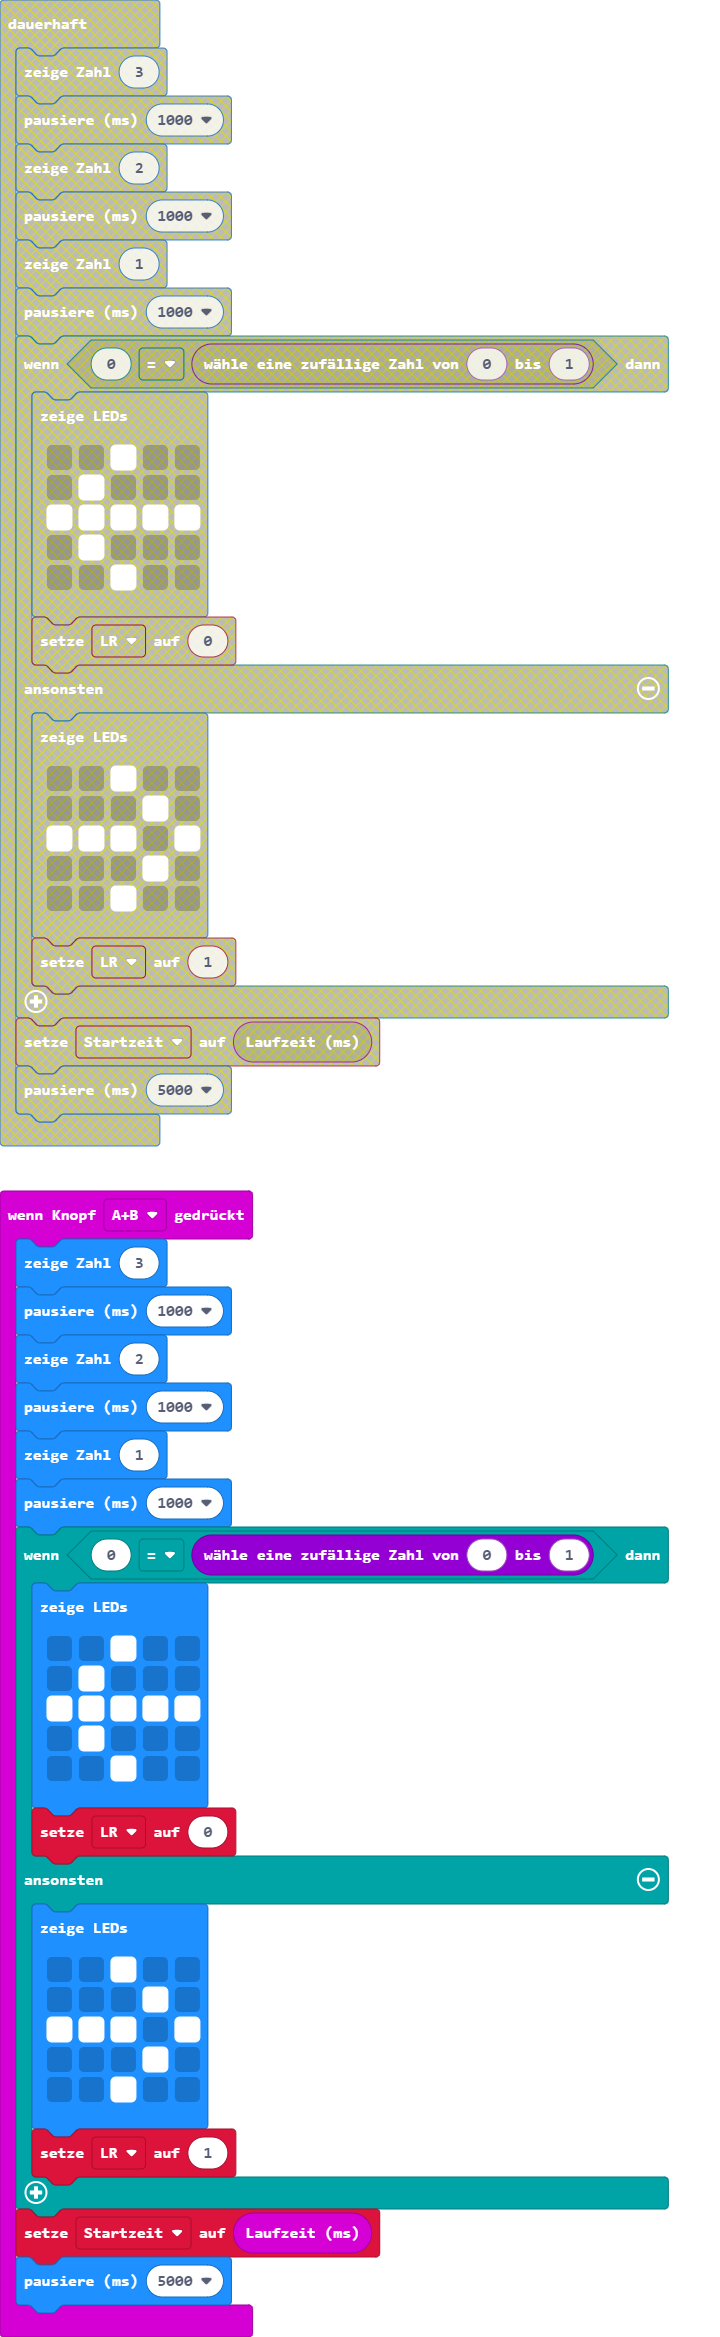 dauerhaft
zeige Zahl 3
pausiere (ms) 1000
zeige Zahl 2
pausiere (ms) 1000
zeige Zahl 1
pausiere (ms) 1000
wenn 0 = wähle eine zufällige Zahl von 0 bis 1 dann
zeige LEDs
setze LR auf 0
ansonsten
zeige LEDs
setze LR auf 1
setze Startzeit auf Laufzeit (ms)
pausiere (ms) 5000
wenn Knopf A+B gedrückt
zeige Zahl 3
pausiere (ms) 1000
zeige Zahl 2
pausiere (ms) 1000
zeige Zahl 1
pausiere (ms) 1000
wenn 0 = wähle eine zufällige Zahl von 0 bis 1 dann
zeige LEDs
setze LR auf 0
ansonsten
zeige LEDs
setze LR auf 1
setze Startzeit auf Laufzeit (ms)
pausiere (ms) 5000